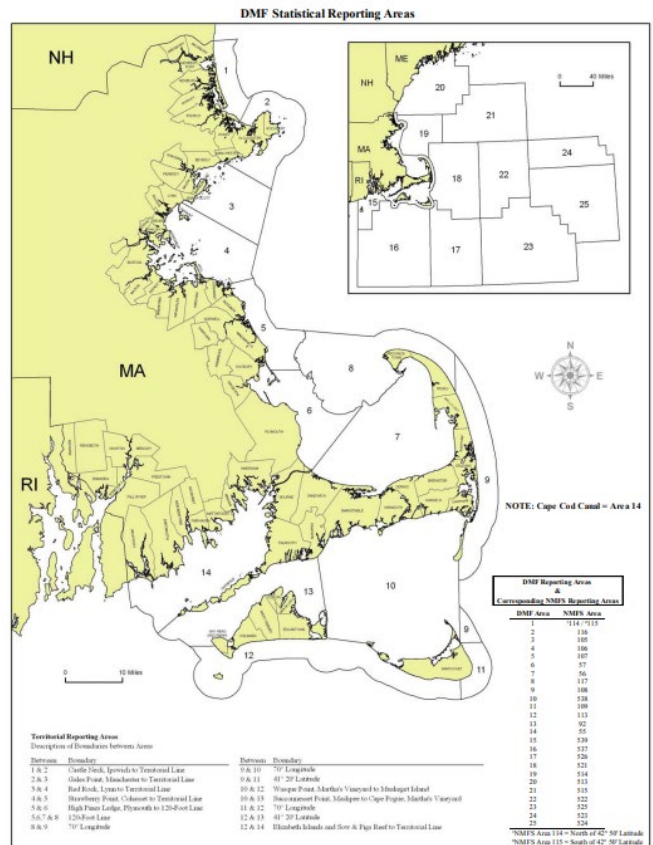 DMF Statistical Reporting Areas
NH
1
2
3
4
5
MA
8
6
7
RI
9
14
13
10
12
9
11
0 10 Miles
ME
NH
0 40 Miles
20
21
19
MA
24
RI
18
22
15
25
16
17
23
N
W E
S
NOTE: Cape Cod Canal = Area 14
PLYMOUTH
BOURNE
SANDWICH
BARNSTABLE
FALMOUTH
FALL RIVER
NANTUCKET
DMF Reporting Areas
&
Corresponding NMFS Reporting Areas
DMF Area NMFS Area
1 ¹114 / ²115
2 116
3 105
4 106
5 107
6 57
7 56
8 117
9 108
10 538
11 109
12 113
13 92
14 55
15 539
16 537
17 526
18 521
19 514
20 513
21 515
22 522
23 525
24 523
25 524
¹NMFS Area 114 = North of 42° 50' Latitude
²NMFS Area 115 = South of 42° 50' Latitude
Territorial Reporting Areas
Description of Boundaries between Areas
Between Boundary
1 & 2 Castle Neck, Ipswich to Territorial Line
2 & 3 Gales Point, Manchester to Territorial Line
3 & 4 Red Rock, Lynn to Territorial Line
4 & 5 Strawberry Point, Cohasset to Territorial Line
5 & 6 High Pines Ledge, Plymouth to 120-Foot Line
5,6,7 & 8 120-Foot Line
8 & 9 70° Longitude
Between Boundary
9 & 10 70° Longitude
9 & 11 41° 20' Latitude
10 & 12 Wasque Point, Martha's Vineyard to Muskeget Island
10 & 13 Succonnesset Point, Mashpee to Cape Pogue, Martha's Vineyard
11 & 12 70° Longitude
12 & 13 41° 20' Latitude
12 & 14 Elizabeth Islands and Sow & Pigs Reef to Territorial Line